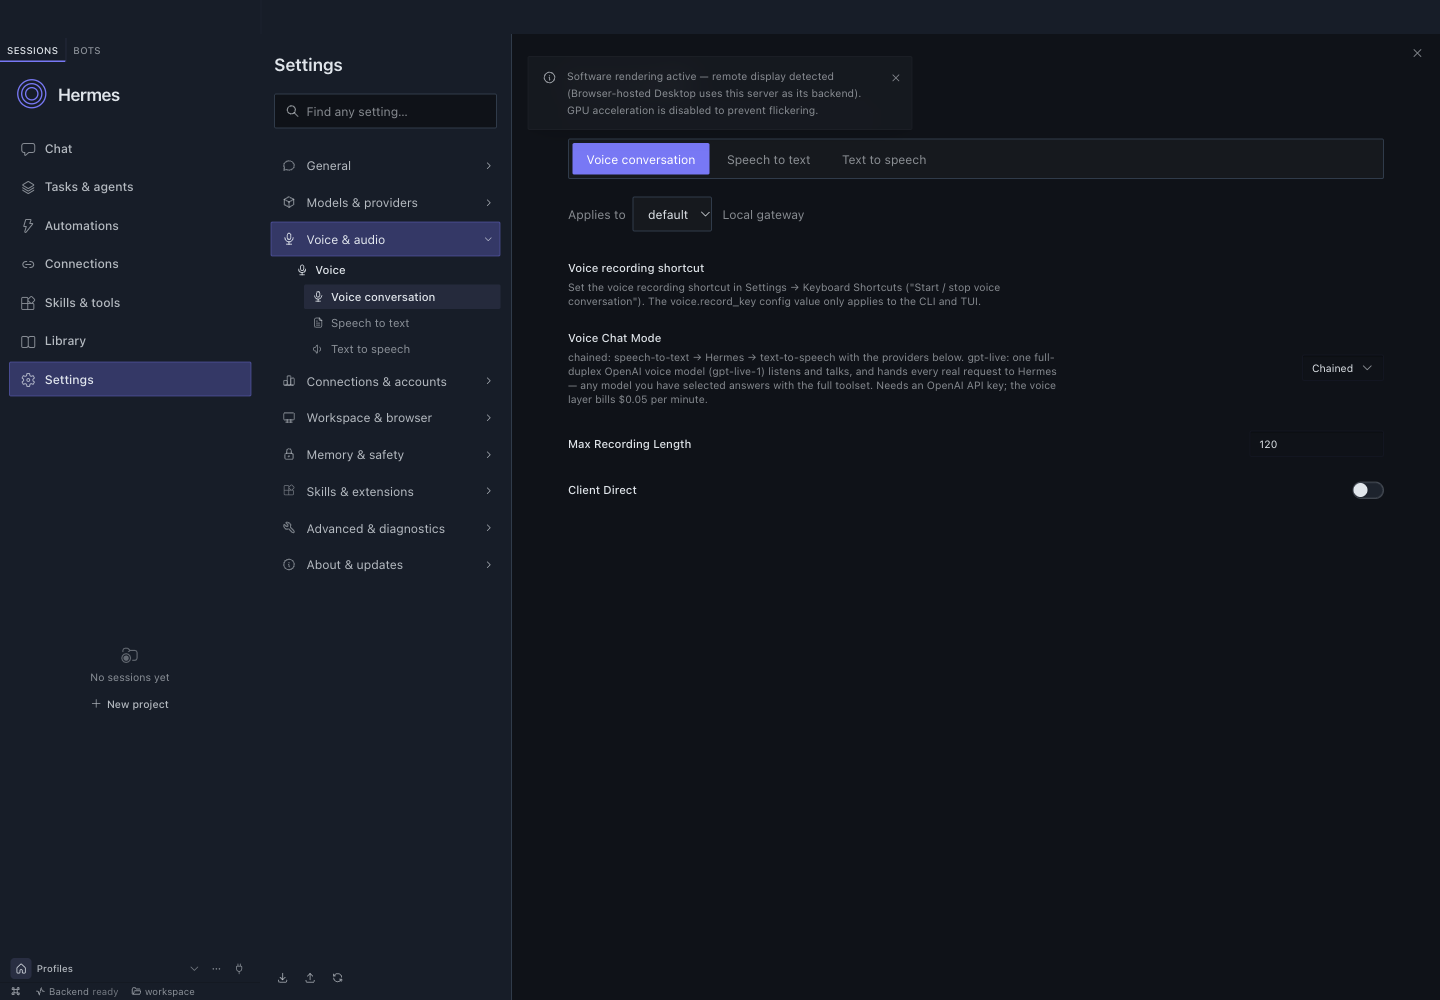 SESSIONS
BOTS
Hermes
Chat
Tasks & agents
Automations
Connections
Skills & tools
Library
Settings
No sessions yet
New project
Profiles
Backend ready
workspace
Settings
Find any setting...
General
Models & providers
Voice & audio
Voice
Voice conversation
Speech to text
Text to speech
Connections & accounts
Workspace & browser
Memory & safety
Skills & extensions
Advanced & diagnostics
About & updates
Software rendering active — remote display detected
(Browser-hosted Desktop uses this server as its backend).
GPU acceleration is disabled to prevent flickering.
Voice conversation
Speech to text
Text to speech
Applies to
default
Local gateway
Voice recording shortcut
Set the voice recording shortcut in Settings → Keyboard Shortcuts ("Start / stop voice
conversation"). The voice.record_key config value only applies to the CLI and TUI.
Voice Chat Mode
chained: speech-to-text → Hermes → text-to-speech with the providers below. gpt-live: one full-
duplex OpenAI voice model (gpt-live-1) listens and talks, and hands every real request to Hermes
— any model you have selected answers with the full toolset. Needs an OpenAI API key; the voice
layer bills $0.05 per minute.
Chained
Max Recording Length
120
Client Direct